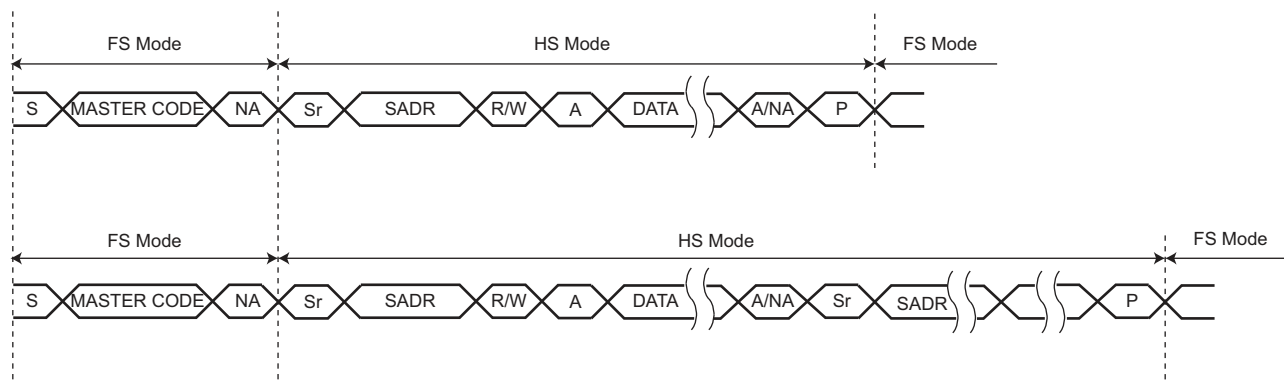 FS Mode HS Mode FS Mode
S MASTER CODE NA Sr SADR R/W A DATA A/NA P
FS Mode HS Mode FS Mode
S MASTER CODE NA Sr SADR R/W A DATA A/NA Sr SADR P